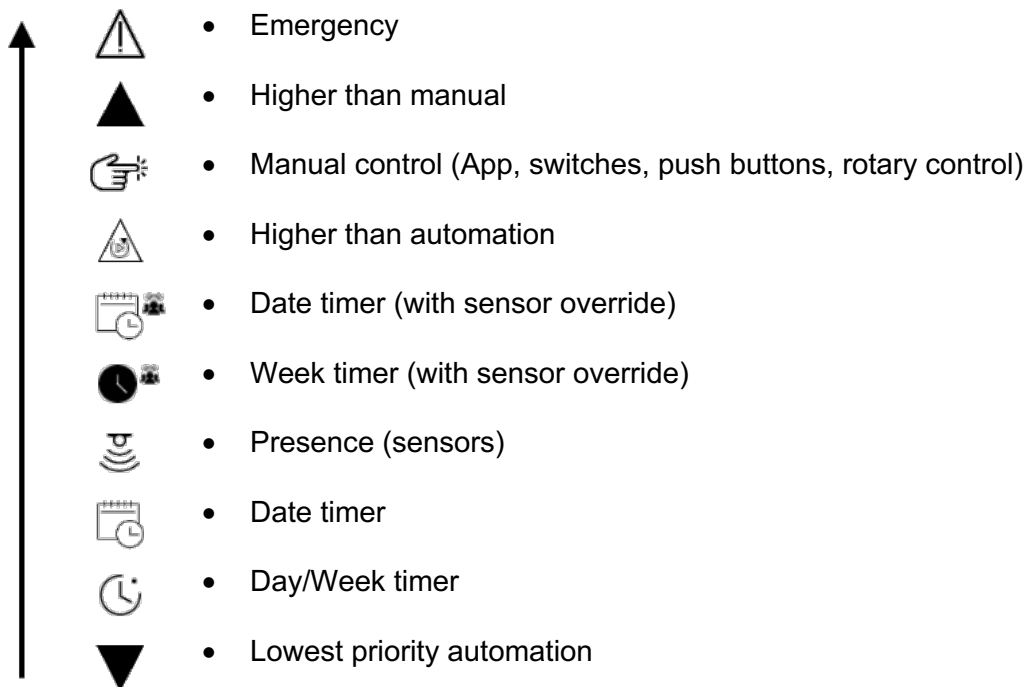 • Emergency
• Higher than manual
• Manual control (App, switches, push buttons, rotary control)
• Higher than automation
• Date timer (with sensor override)
• Week timer (with sensor override)
• Presence (sensors)
• Date timer
• Day/Week timer
• Lowest priority automation